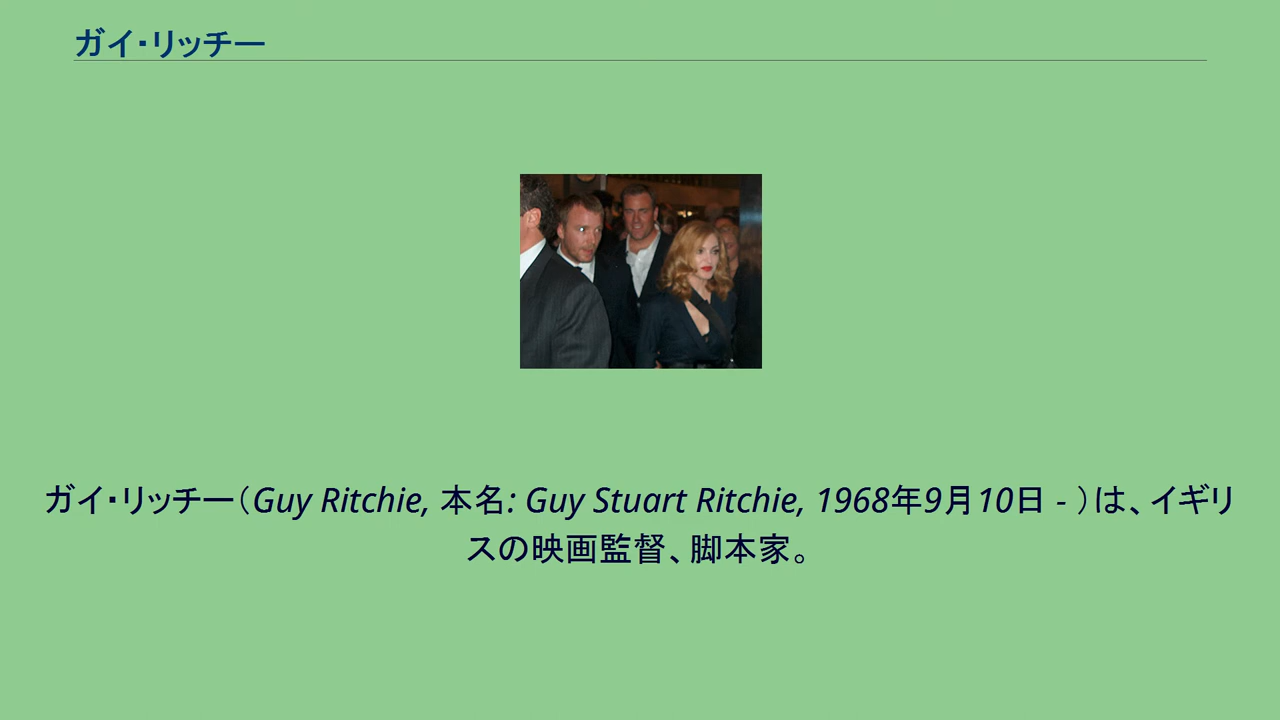 ガイ・リッチー
ガイ・リッチー（Guy Ritchie, 本名: Guy Stuart Ritchie, 1968年9月10日 - ）は、イギリ
スの映画監督、脚本家。